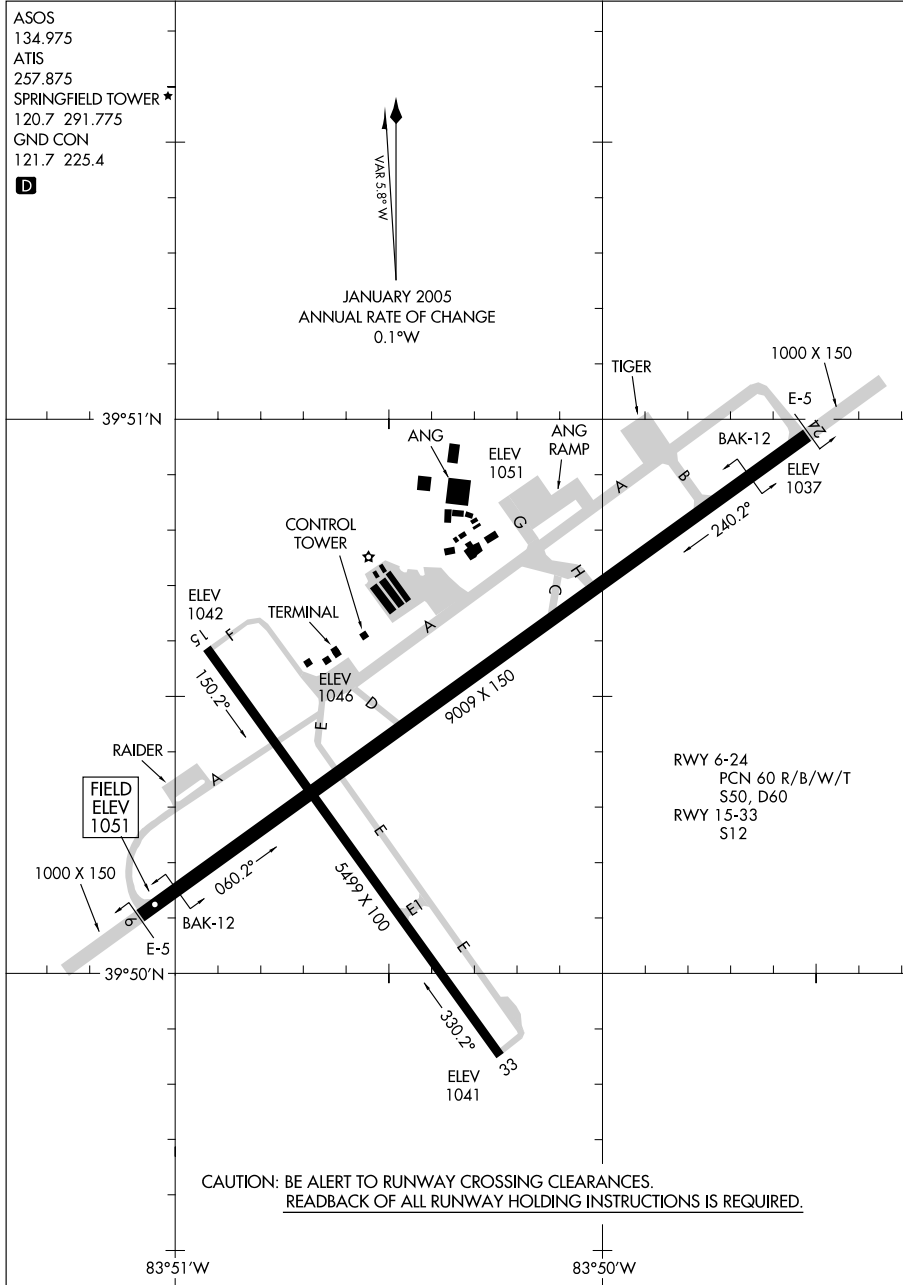 ASOS
134.975
ATIS
257.875
SPRINGFIELD TOWER
120.7 291.775
GND CON
121.7 225.4
D
VAR 5.8° W
JANUARY 2005
ANNUAL RATE OF CHANGE
0.1°W
1000 X 150
TIGER
39°51'N
E-5
24
ANG
ELEV
1051
ANG
RAMP
BAK-12
ELEV
1037
A
B
240.2°
G
CONTROL
TOWER
H
C
ELEV
1042
TERMINAL
A
15
F
ELEV
1046
150.2°
D
9009 X 150
E
RAIDER
A
RWY 6-24
PCN 60 R/B/W/T
S50, D60
RWY 15-33
S12
FIELD
ELEV
1051
E
060.2°
5499 X 100
1000 X 150
E1
6
BAK-12
E
E-5
39°50'N
330.2°
33
ELEV
1041
CAUTION: BE ALERT TO RUNWAY CROSSING CLEARANCES.
READBACK OF ALL RUNWAY HOLDING INSTRUCTIONS IS REQUIRED.
83°51'W
83°50'W